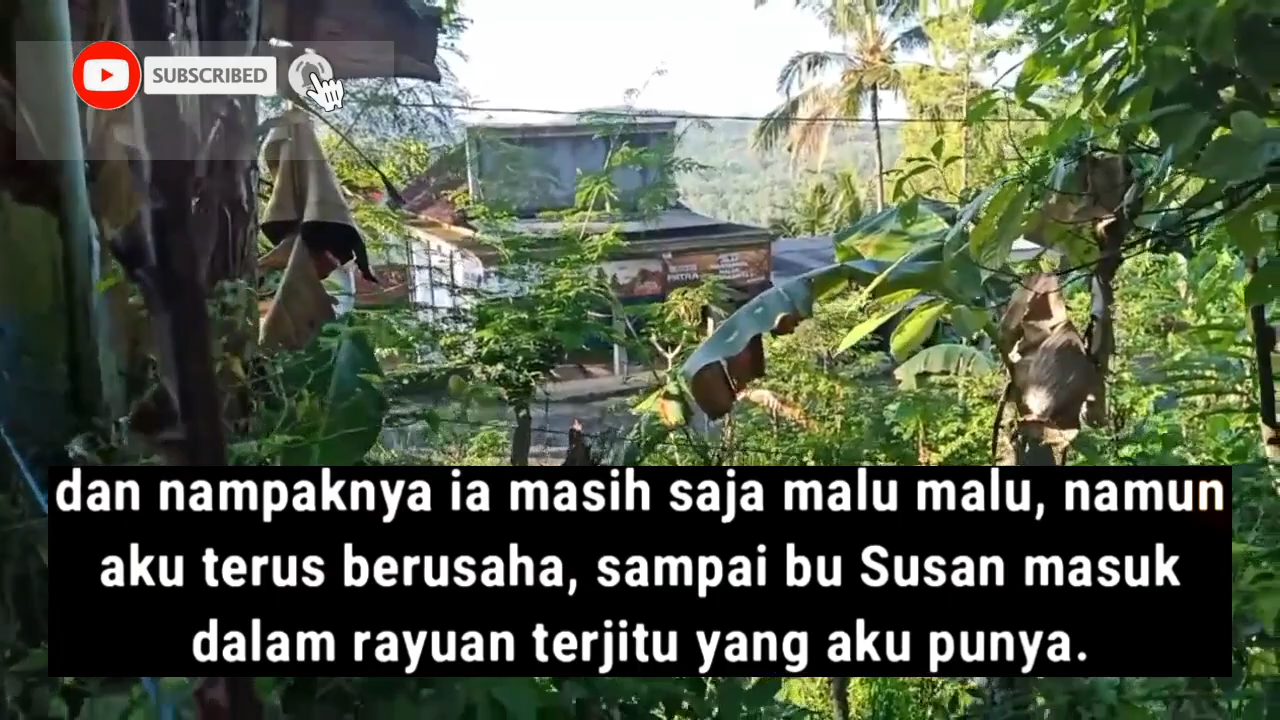 SUBSCRIBED
dan nampaknya ia masih saja malu malu, namun
aku terus berusaha, sampai bu Susan masuk
dalam rayuan terjitu yang aku punya.